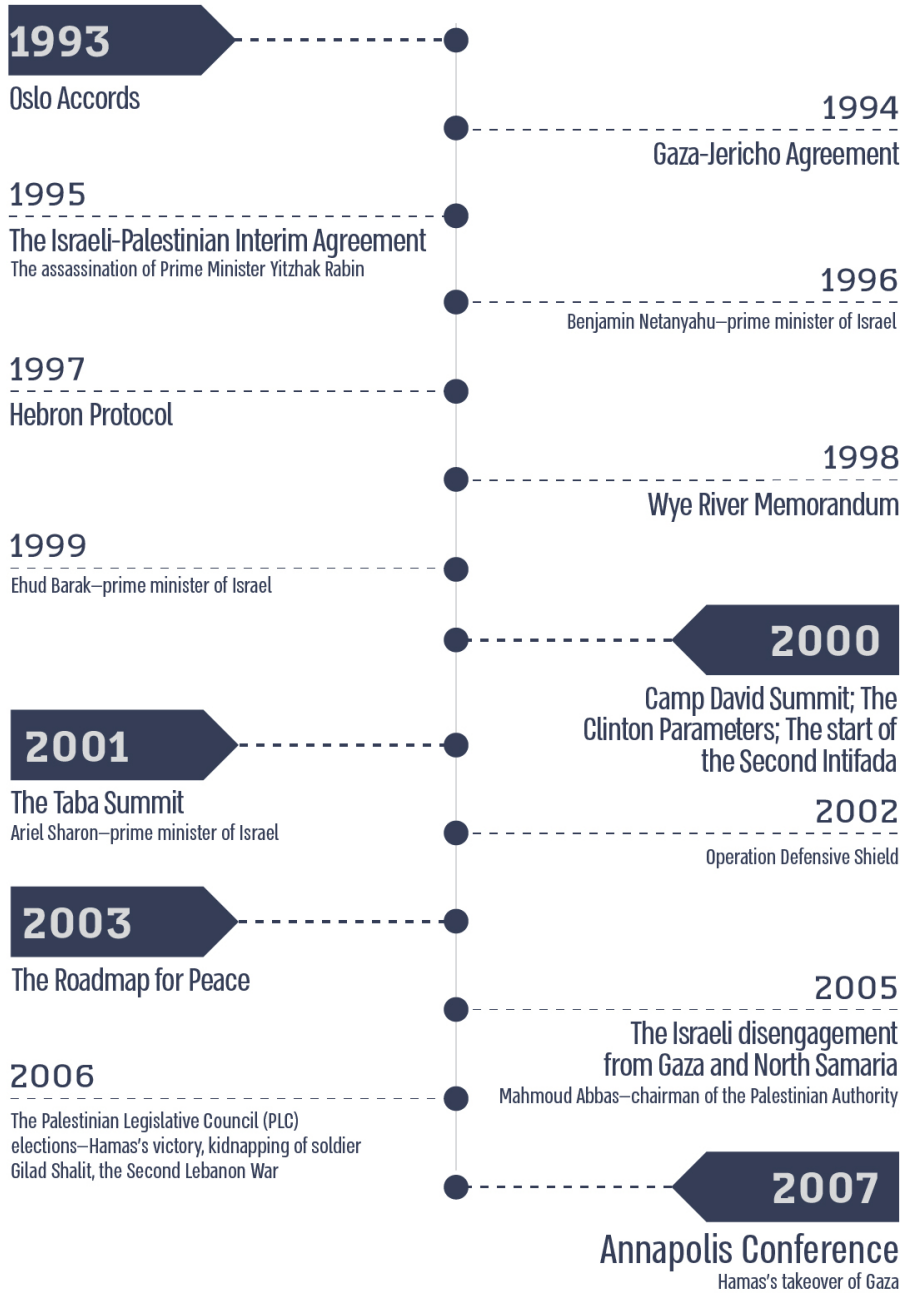 1993
Oslo Accords
1994
Gaza-Jericho Agreement
1995
The Israeli-Palestinian Interim Agreement
The assassination of Prime Minister Yitzhak Rabin
1996
Benjamin Netanyahu—prime minister of Israel
1997
Hebron Protocol
1998
Wye River Memorandum
1999
Ehud Barak—prime minister of Israel
2000
Camp David Summit; The
Clinton Parameters; The start of
the Second Intifada
2001
The Taba Summit
Ariel Sharon—prime minister of Israel
2002
Operation Defensive Shield
2003
The Roadmap for Peace
2005
The Israeli disengagement
from Gaza and North Samaria
Mahmoud Abbas—chairman of the Palestinian Authority
2006
The Palestinian Legislative Council (PLC)
elections—Hamas's victory, kidnapping of soldier
Gilad Shalit, the Second Lebanon War
2007
Annapolis Conference
Hamas's takeover of Gaza